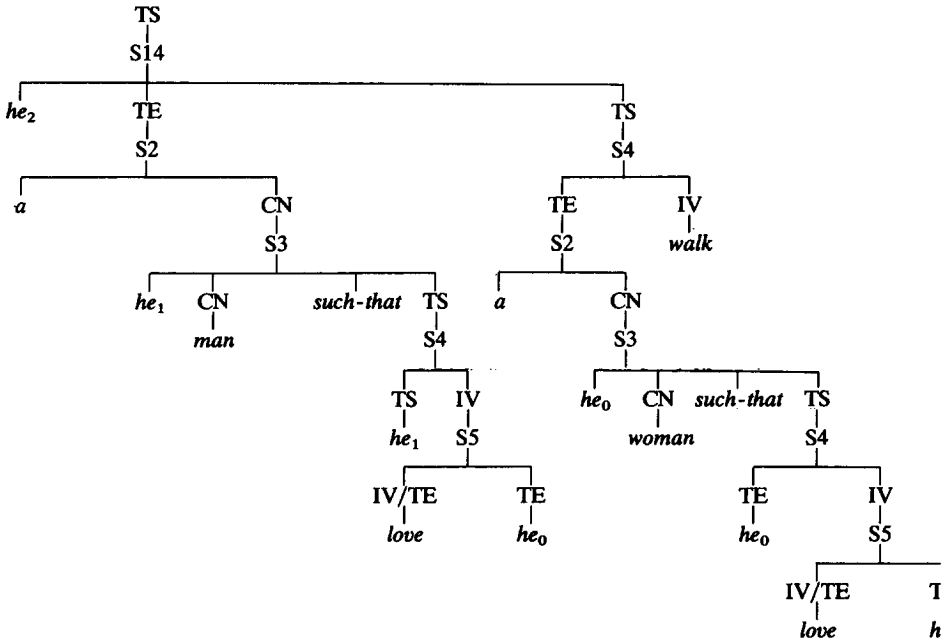 TS
S14
he₂ TE TS
S2 S4
a CN TE IV
S3 S2 walk
he₁ CN such-that TS a CN
man S4 S3
TS IV he₀ CN such-that TS
he₁ S5 woman S4
IV/TE TE TE IV
love he₀ he₀ S5
IV/TE T
love h